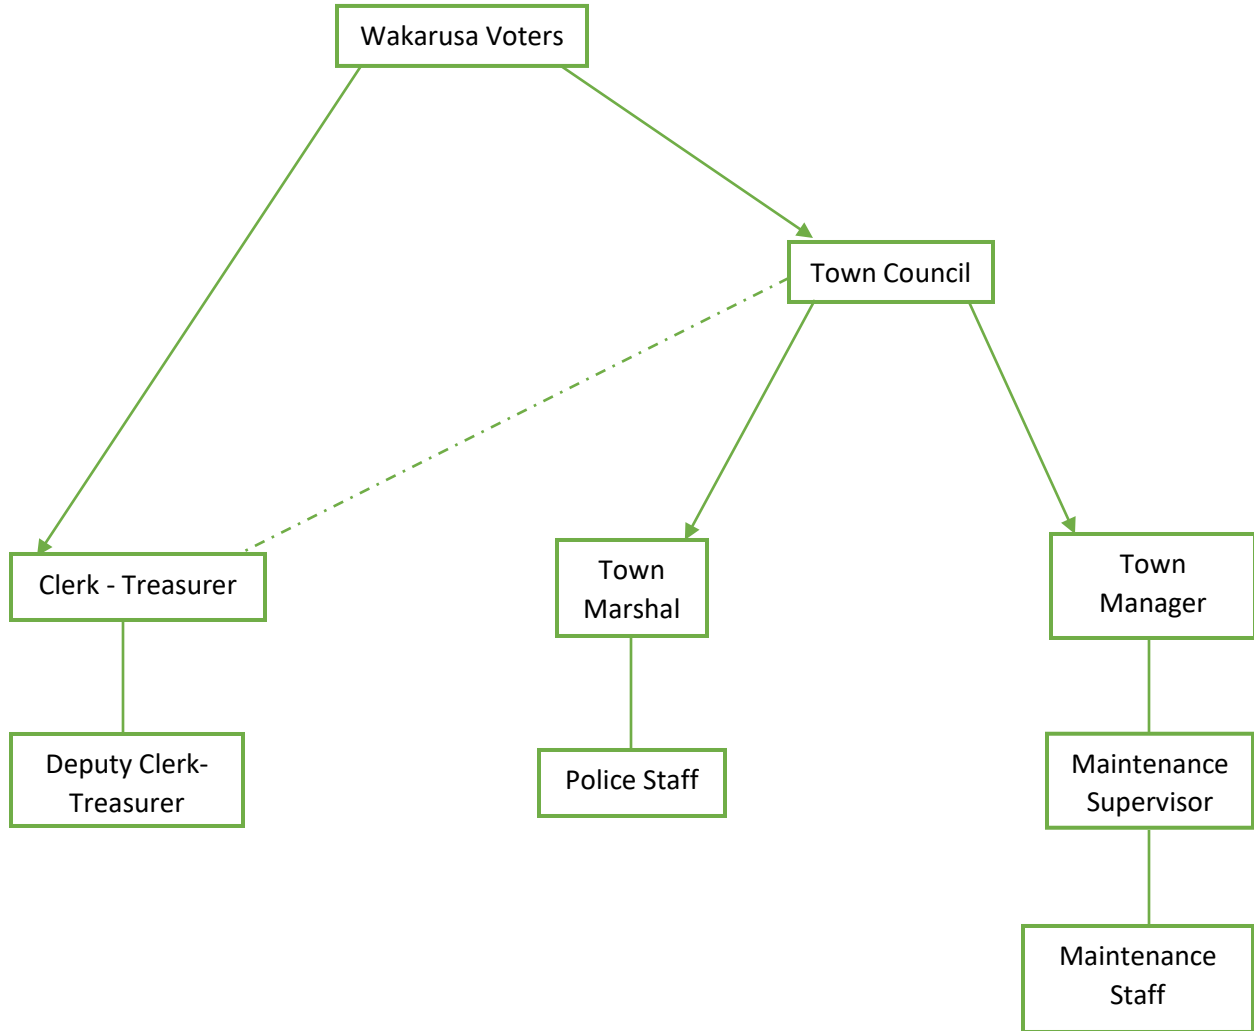 Wakarusa Voters
Town Council
Clerk - Treasurer
Town
Marshal
Town
Manager
Deputy Clerk-
Treasurer
Police Staff
Maintenance
Supervisor
Maintenance
Staff